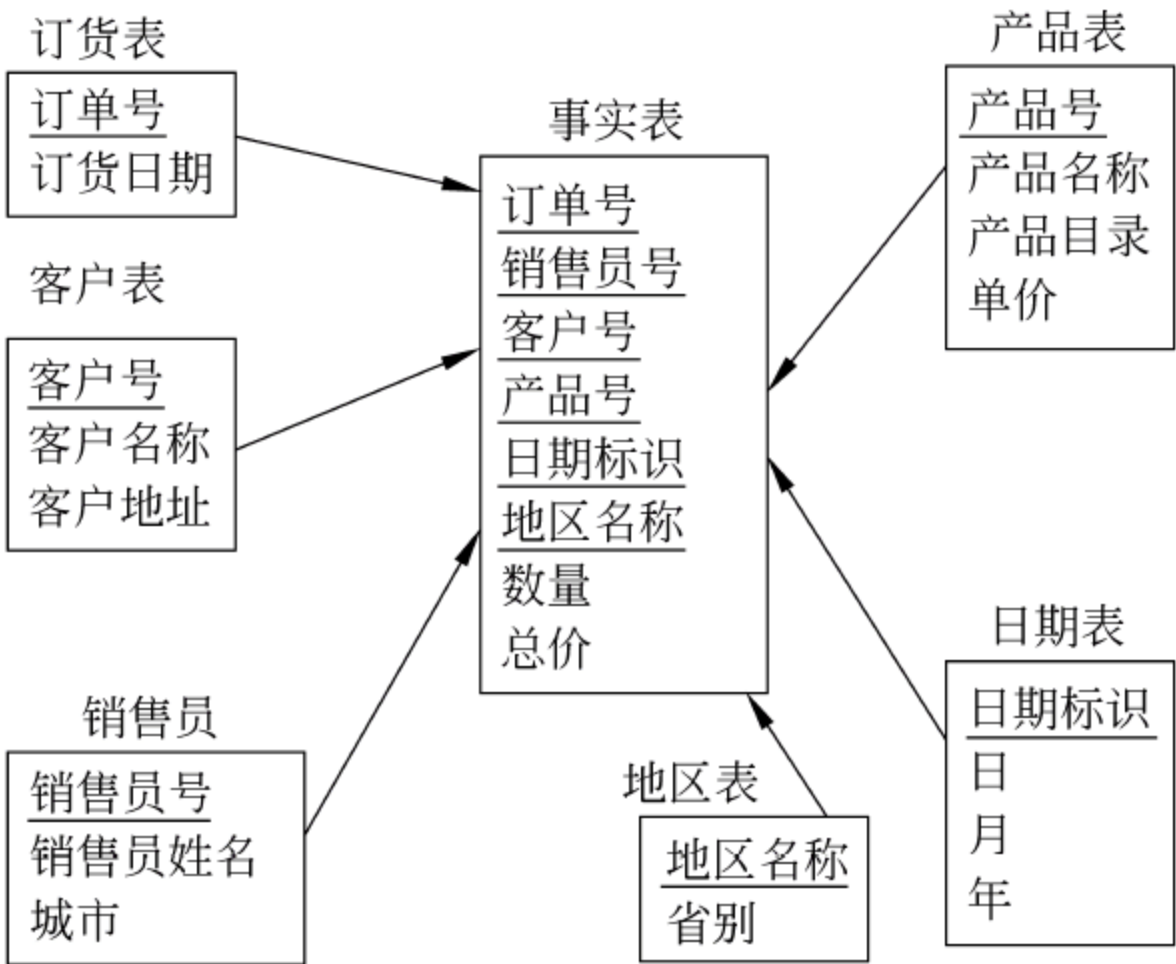 订货表
订单号
订货日期
客户表
客户号
客户名称
客户地址
销售员
销售员号
销售员姓名
城市
事实表
订单号
销售员号
客户号
产品号
日期标识
地区名称
数量
总价
地区表
地区名称
省别
产品表
产品号
产品名称
产品目录
单价
日期表
日期标识
日
月
年